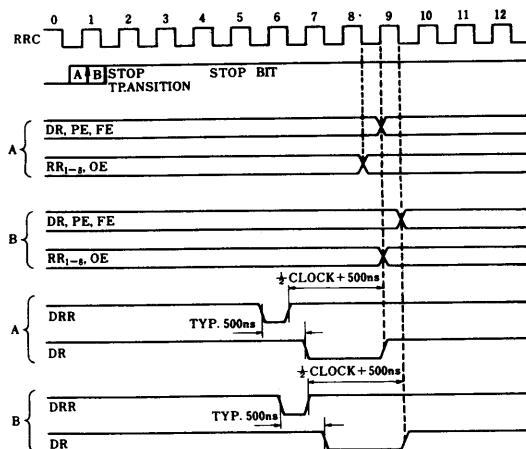 0 1 2 3 4 5 6 7 8 9 10 11 12
RRC
A B STOP STOP BIT
TRANSITION
A
DR, PE, FE
RR1-8, OE
B
DR, PE, FE
RR1-8, OE
½ CLOCK + 500ns
A
DRR
TYP. 500ns
DR
½ CLOCK + 500ns
B
DRR
TYP. 500ns
DR